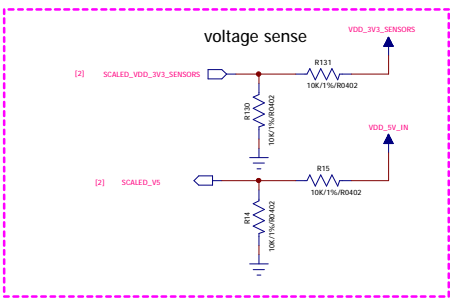 voltage sense
VDD_3V3_SENSORS
R131
[2] SCALED_VDD_3V3_SENSORS
10K/1%/R0402
R130
10K/1%/R0402
VDD_5V_IN
R15
[2] SCALED_V5
10K/1%/R0402
R14
10K/1%/R0402